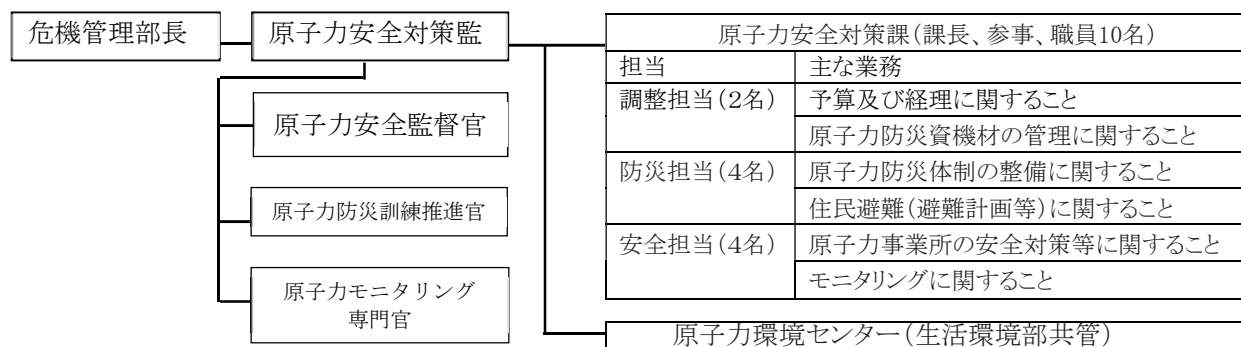 危機管理部長
原子力安全対策監
原子力安全監督官
原子力防災訓練推進官
原子力モニタリング
専門官
原子力安全対策課(課長、参事、職員10名)
担当 主な業務
調整担当(2名) 予算及び経理に関すること
原子力防災資機材の管理に関すること
防災担当(4名) 原子力防災体制の整備に関すること
住民避難(避難計画等)に関すること
安全担当(4名) 原子力事業所の安全対策等に関すること
モニタリングに関すること
原子力環境センター(生活環境部共管)